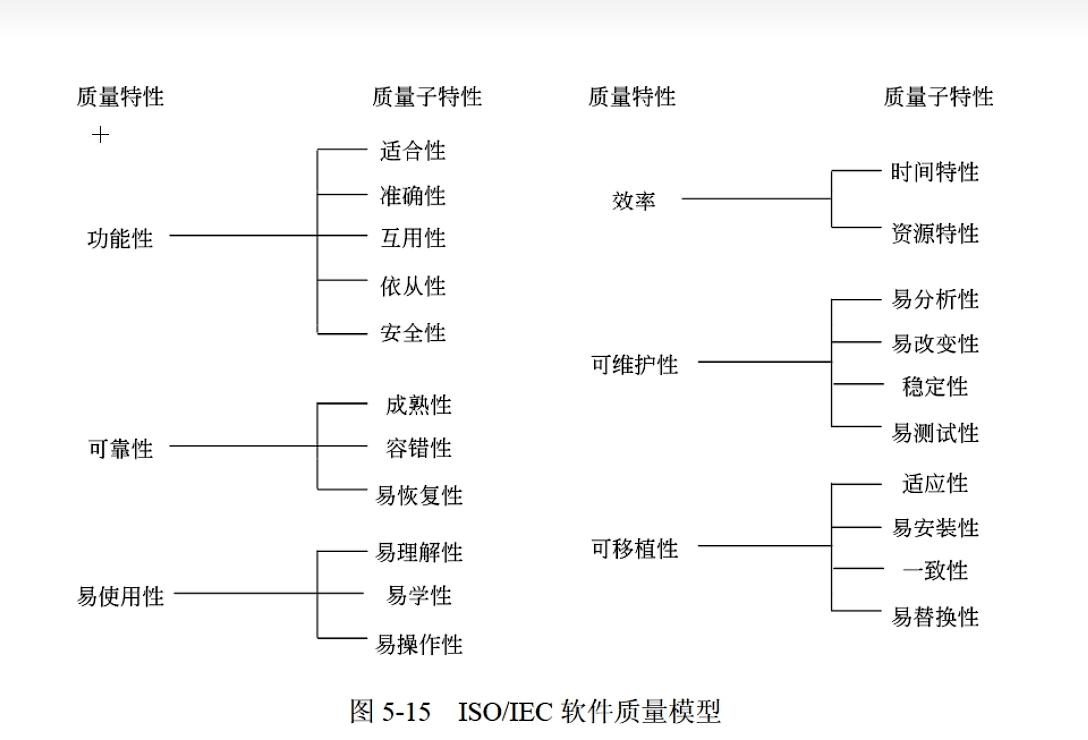 质量特性
质量子特性
功能性
适合性
准确性
互用性
依从性
安全性
可靠性
成熟性
容错性
易恢复性
易使用性
易理解性
易学性
易操作性
质量特性
质量子特性
效率
时间特性
资源特性
可维护性
易分析性
易改变性
稳定性
易测试性
可移植性
适应性
易安装性
一致性
易替换性
图 5-15 ISO/IEC 软件质量模型